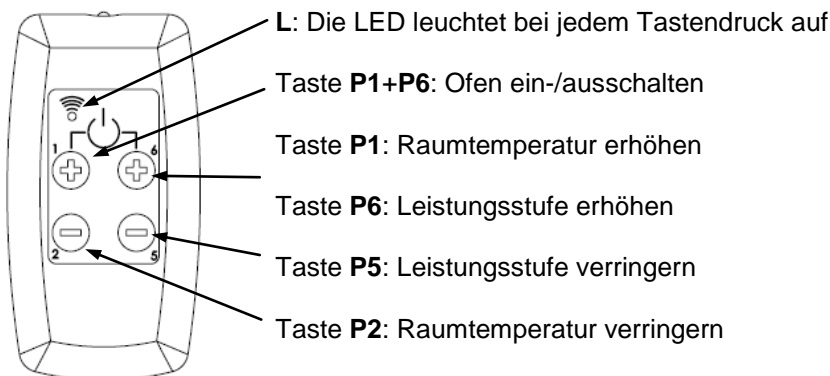 L: Die LED leuchtet bei jedem Tastendruck auf
Taste P1+P6: Ofen ein-/ausschalten
Taste P1: Raumtemperatur erhöhen
Taste P6: Leistungsstufe erhöhen
Taste P5: Leistungsstufe verringern
Taste P2: Raumtemperatur verringern
1 6
2 5